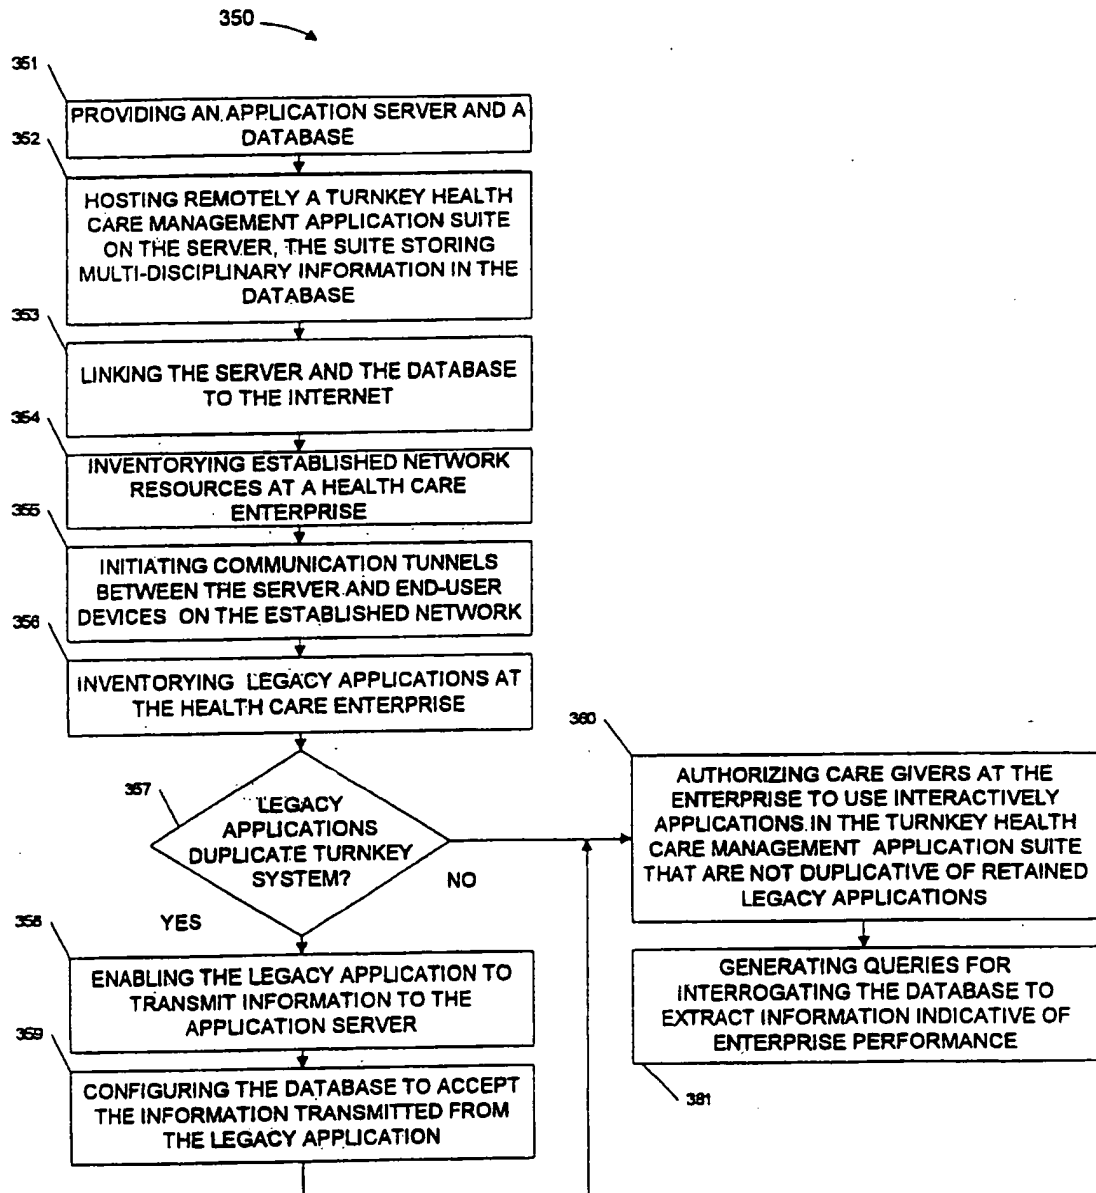 350
351
PROVIDING AN APPLICATION SERVER AND A
DATABASE
352
HOSTING REMOTELY A TURNKEY HEALTH
CARE MANAGEMENT APPLICATION SUITE
ON THE SERVER, THE SUITE STORING
MULTI-DISCIPLINARY INFORMATION IN THE
DATABASE
353
LINKING THE SERVER AND THE DATABASE
TO THE INTERNET
354
INVENTORYING ESTABLISHED NETWORK
RESOURCES AT A HEALTH CARE
ENTERPRISE
355
INITIATING COMMUNICATION TUNNELS
BETWEEN THE SERVER AND END-USER
DEVICES ON THE ESTABLISHED NETWORK
356
INVENTORYING LEGACY APPLICATIONS AT
THE HEALTH CARE ENTERPRISE
357
LEGACY
APPLICATIONS
DUPLICATE TURNKEY
SYSTEM?
NO
YES
358
ENABLING THE LEGACY APPLICATION TO
TRANSMIT INFORMATION TO THE
APPLICATION SERVER
359
CONFIGURING THE DATABASE TO ACCEPT
THE INFORMATION TRANSMITTED FROM
THE LEGACY APPLICATION
360
AUTHORIZING CARE GIVERS AT THE
ENTERPRISE TO USE INTERACTIVELY
APPLICATIONS IN THE TURNKEY HEALTH
CARE MANAGEMENT APPLICATION SUITE
THAT ARE NOT DUPLICATIVE OF RETAINED
LEGACY APPLICATIONS
GENERATING QUERIES FOR
INTERROGATING THE DATABASE TO
EXTRACT INFORMATION INDICATIVE OF
ENTERPRISE PERFORMANCE
381